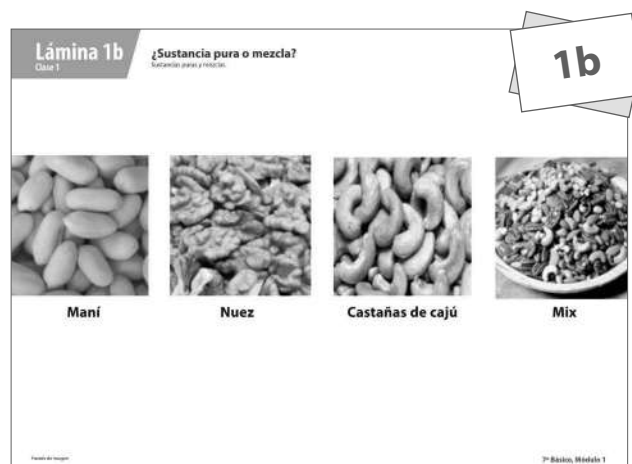 Lámina 1b
Clase 1
¿Sustancia pura o mezcla?
Sustancias puras y mezclas.
1b
Maní
Nuez
Castañas de cajú
Mix
7º Básico, Módulo 1